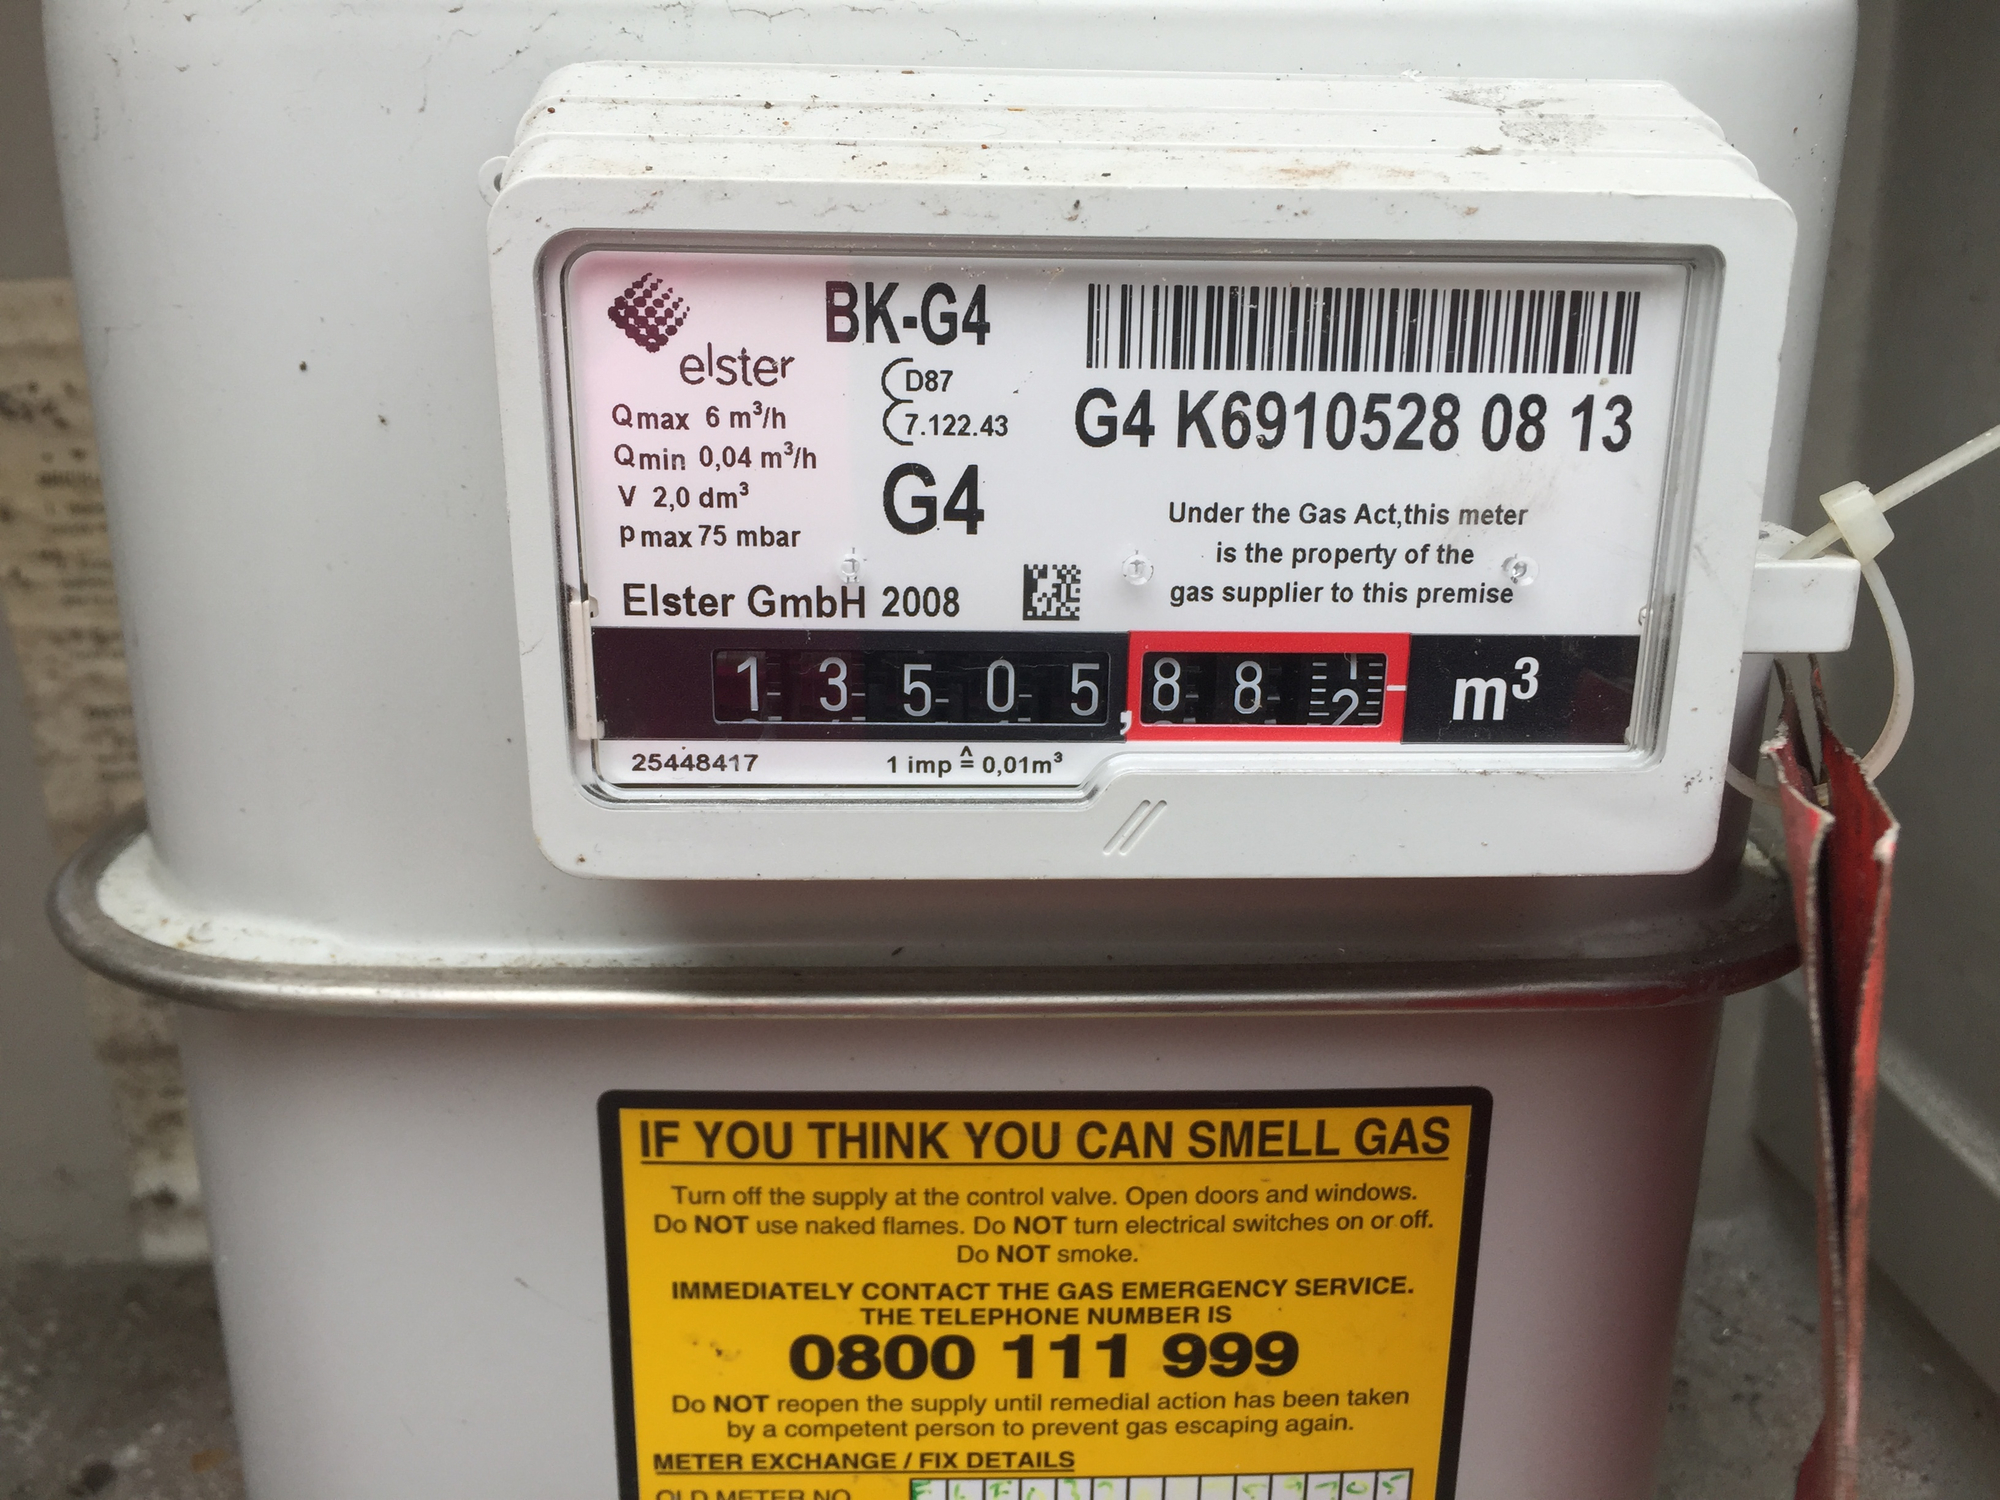 elster
BK-G4
D87
7.122.43
G4 K6910528 08 13
Qmax 6 m³/h
Qmin 0,04 m³/h
V 2,0 dm³
pmax 75 mbar
G4
Under the Gas Act,this meter
is the property of the
gas supplier to this premise
Elster GmbH 2008
1 3 5 0 5 , 8 8 1 2 m³
25448417
1 imp ≙ 0,01m³
IF YOU THINK YOU CAN SMELL GAS
Turn off the supply at the control valve. Open doors and windows.
Do NOT use naked flames. Do NOT turn electrical switches on or off.
Do NOT smoke.
IMMEDIATELY CONTACT THE GAS EMERGENCY SERVICE.
THE TELEPHONE NUMBER IS
0800 111 999
Do NOT reopen the supply until remedial action has been taken
by a competent person to prevent gas escaping again.
METER EXCHANGE / FIX DETAILS
OLD METER NO